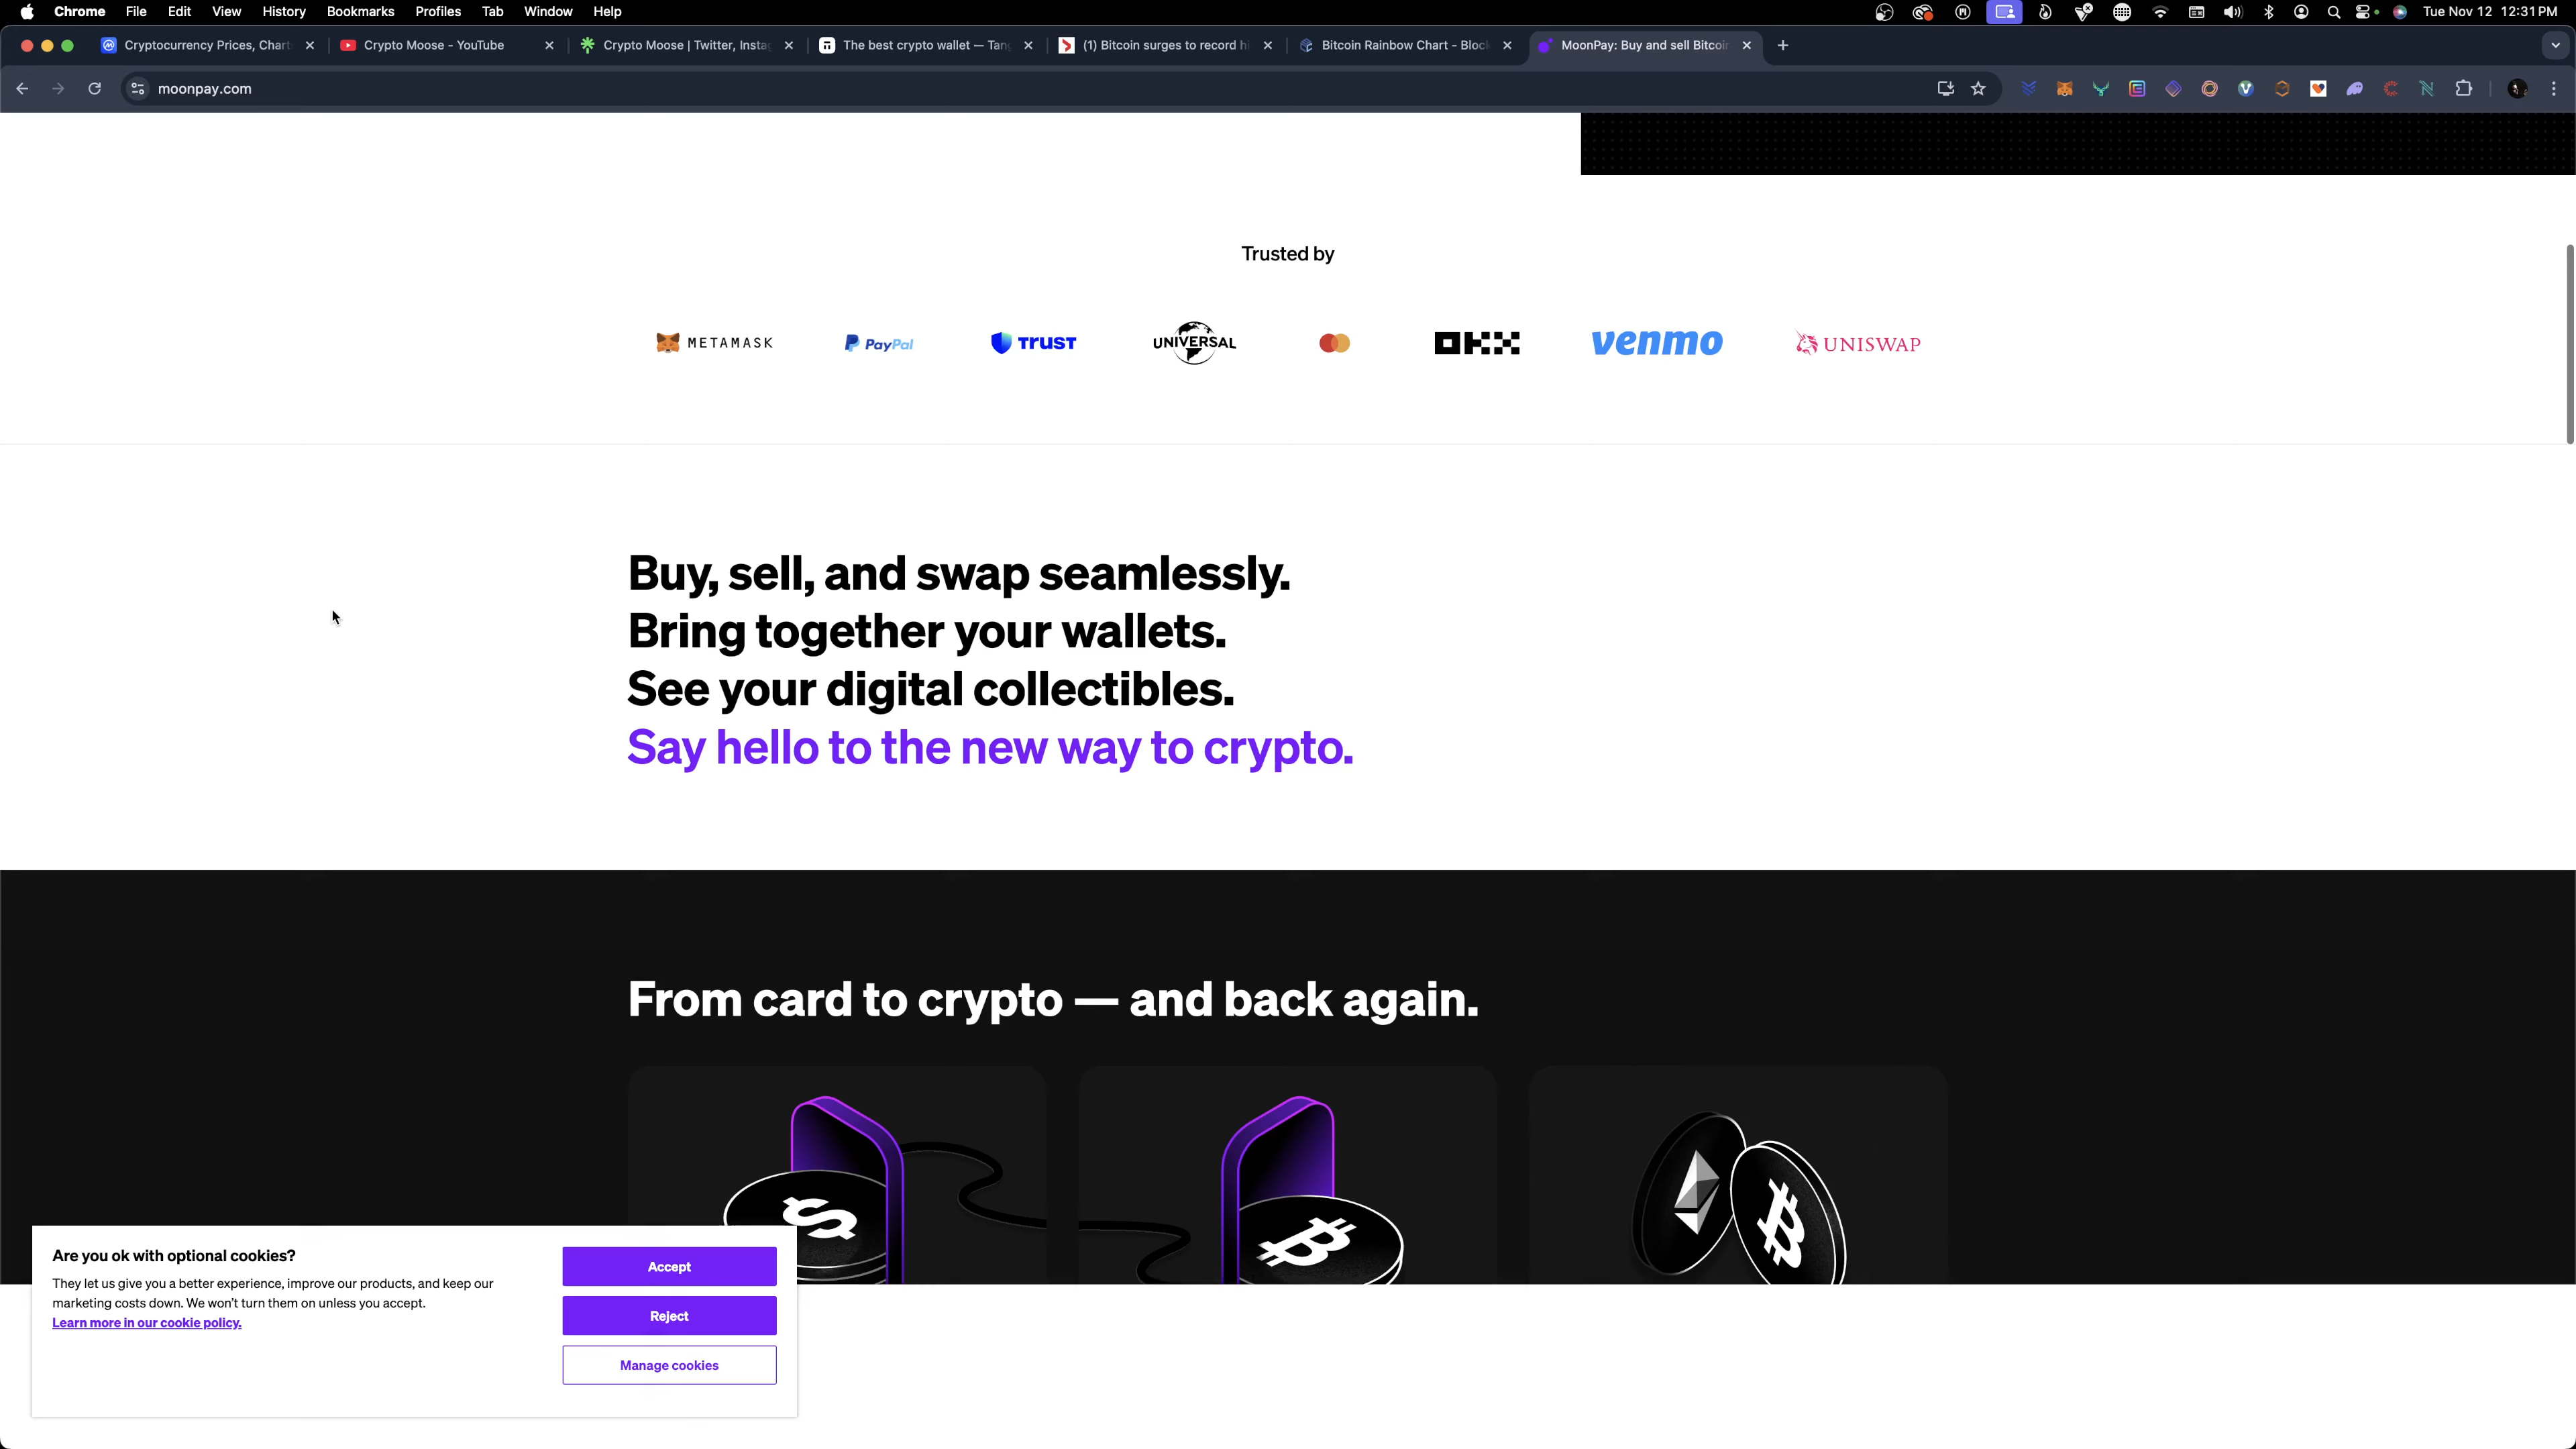 Chrome File Edit View History Bookmarks Profiles Tab Window Help Tue Nov 12 12:31 PM
Cryptocurrency Prices, Chart Crypto Moose - YouTube Crypto Moose | Twitter, Insta The best crypto wallet — Tang (1) Bitcoin surges to record hi Bitcoin Rainbow Chart - Block MoonPay: Buy and sell Bitcoin
moonpay.com
Trusted by
METAMASK PayPal TRUST UNIVERSAL OKX venmo UNISWAP
Buy, sell, and swap seamlessly.
Bring together your wallets.
See your digital collectibles.
Say hello to the new way to crypto.
From card to crypto — and back again.
Are you ok with optional cookies?
They let us give you a better experience, improve our products, and keep our
marketing costs down. We won't turn them on unless you accept.
Learn more in our cookie policy.
Accept
Reject
Manage cookies